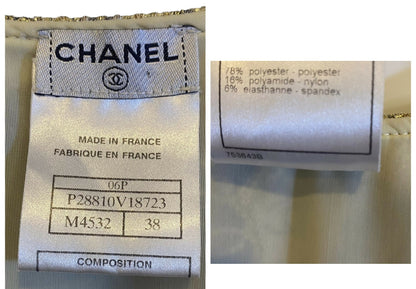 CHANEL
MADE IN FRANCE
FABRIQUE EN FRANCE
06P
P28810V18723
M4532 38
COMPOSITION
78% polyester - polyester
16% polyamide - nylon
6% elasthanne - spandex